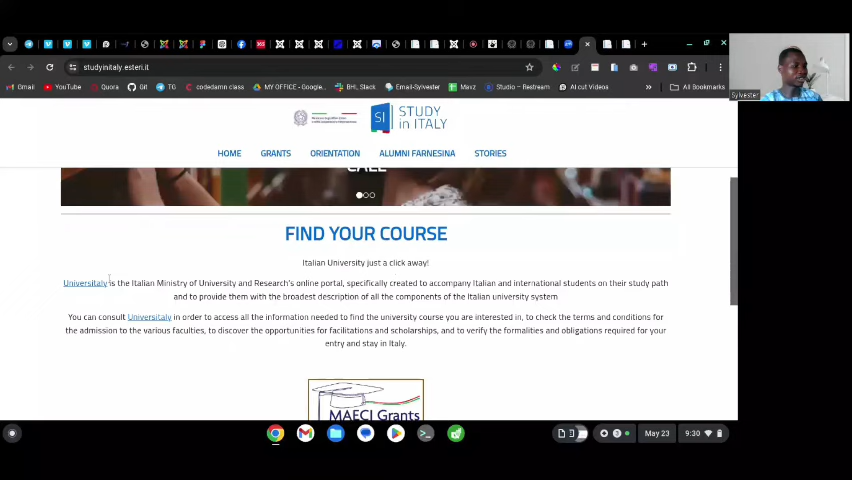 studyinitaly.esteri.it
Gmail YouTube Quora Git TG codedamn class MY OFFICE - Google... BHL, Slack Email-Sylvester Mavz Studio – Restream AI cut Videos » All Bookmarks
Sylvester
STUDY
in ITALY
SI
HOME GRANTS ORIENTATION ALUMNI FARNESINA STORIES
CALL
FIND YOUR COURSE
Italian University just a click away!
Universitaly is the Italian Ministry of University and Research's online portal, specifically created to accompany Italian and international students on their study path
and to provide them with the broadest description of all the components of the Italian university system
You can consult Universitaly in order to access all the information needed to find the university course you are interested in, to check the terms and conditions for
the admission to the various faculties, to discover the opportunities for facilitations and scholarships, and to verify the formalities and obligations required for your
entry and stay in Italy.
MAECI Grants
May 23 9:30